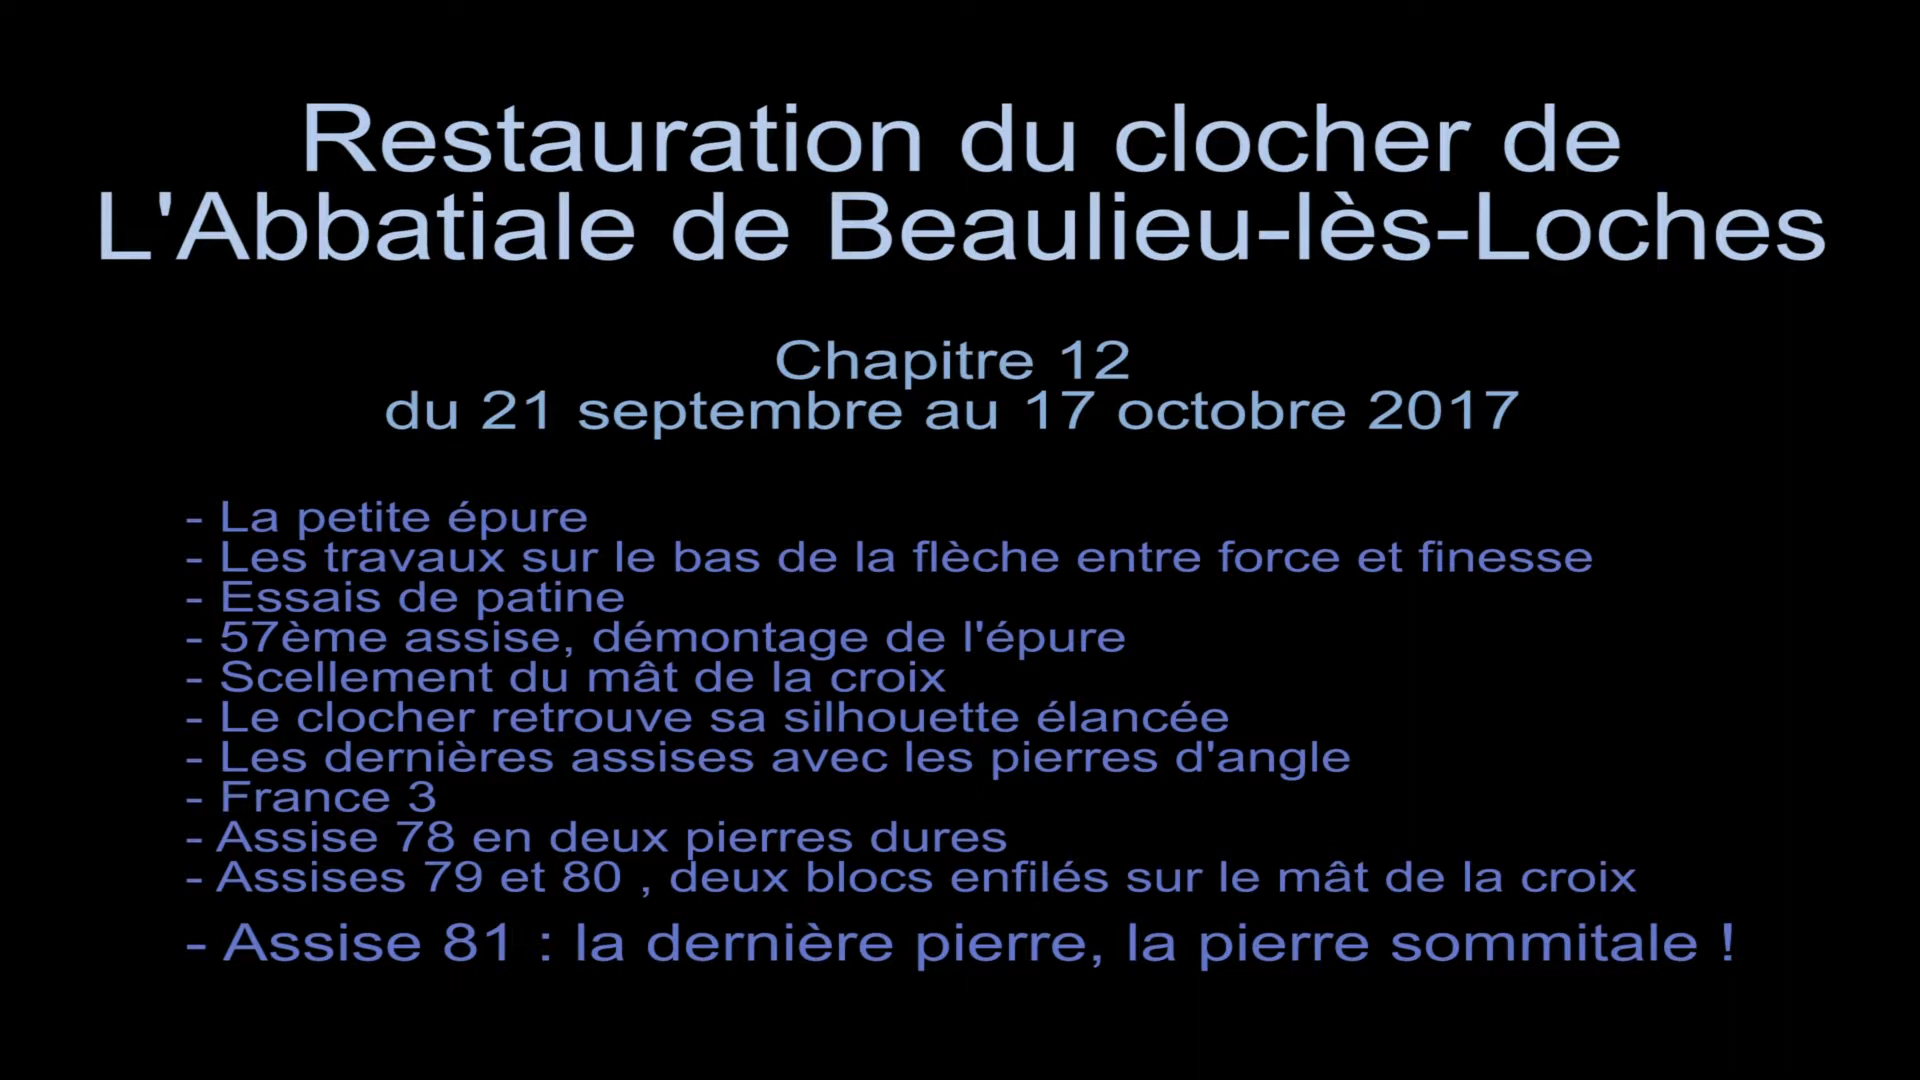 Restauration du clocher de
L'Abbatiale de Beaulieu-lès-Loches
Chapitre 12
du 21 septembre au 17 octobre 2017
- La petite épure
- Les travaux sur le bas de la flèche entre force et finesse
- Essais de patine
- 57ème assise, démontage de l'épure
- Scellement du mât de la croix
- Le clocher retrouve sa silhouette élancée
- Les dernières assises avec les pierres d'angle
- France 3
- Assise 78 en deux pierres dures
- Assises 79 et 80 , deux blocs enfilés sur le mât de la croix
- Assise 81 : la dernière pierre, la pierre sommitale !